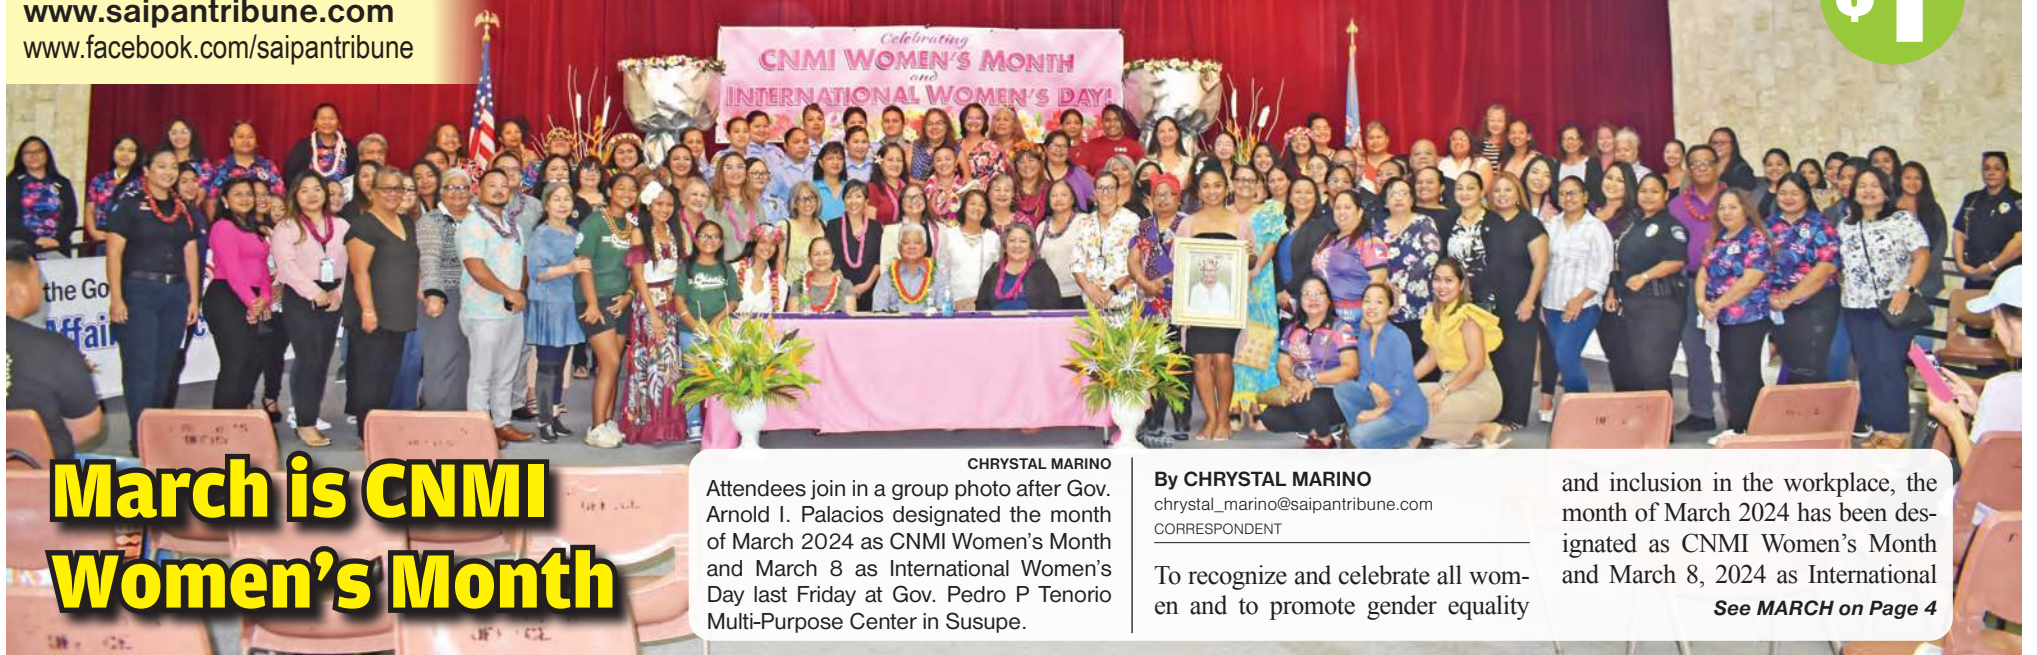 www.saipantribune.com
www.facebook.com/saipantribune
$1
Celebrating
CNMI WOMEN'S MONTH
and
INTERNATIONAL WOMEN'S DAY!
the Go
Affai
March is CNMI
Women's Month
CHRYSTAL MARINO
Attendees join in a group photo after Gov.
Arnold I. Palacios designated the month
of March 2024 as CNMI Women's Month
and March 8 as International Women's
Day last Friday at Gov. Pedro P Tenorio
Multi-Purpose Center in Susupe.
By CHRYSTAL MARINO
chrystal_marino@saipantribune.com
CORRESPONDENT
To recognize and celebrate all wom-
en and to promote gender equality
and inclusion in the workplace, the
month of March 2024 has been des-
ignated as CNMI Women's Month
and March 8, 2024 as International
See MARCH on Page 4